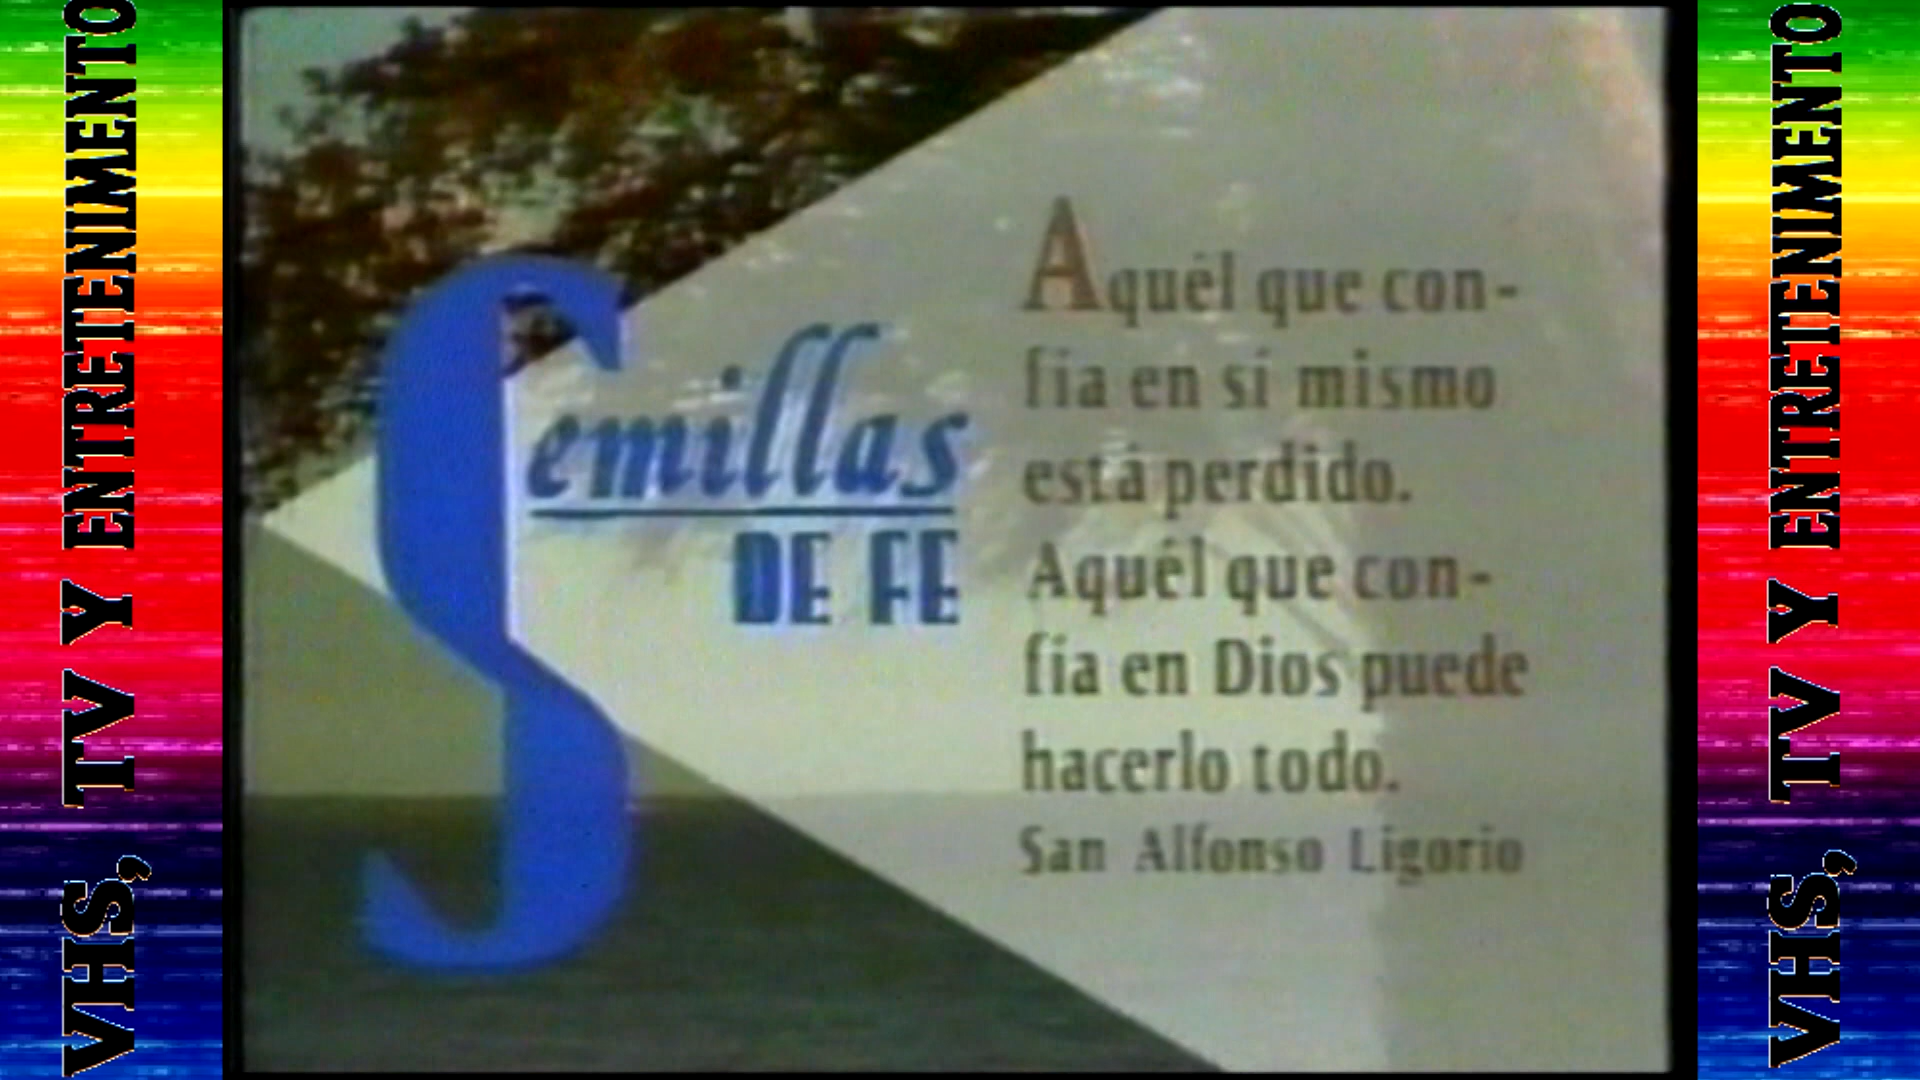 VHS, TV Y ENTRETENIMENTO
Semillas
DE FE
Aquél que con-
fía en sí mismo
está perdido.
Aquél que con-
fía en Dios puede
hacerlo todo.
San Alfonso Ligorio
VHS, TV Y ENTRETENIMENTO